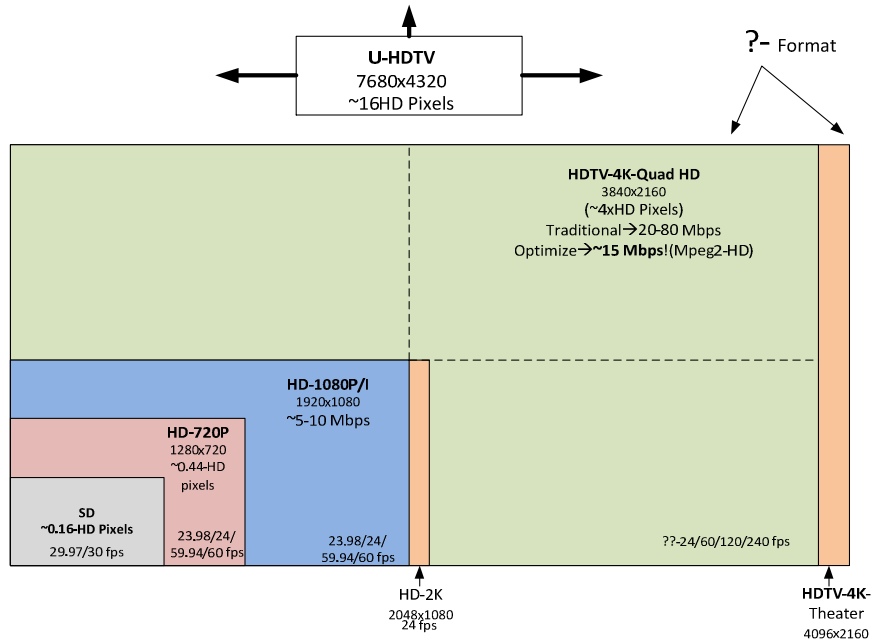 U-HDTV
7680x4320
~16HD Pixels
?- Format
HDTV-4K-Quad HD
3840x2160
(~4xHD Pixels)
Traditional→20-80 Mbps
Optimize→~15 Mbps!(Mpeg2-HD)
HD-1080P/I
1920x1080
~5-10 Mbps
HD-720P
1280x720
~0.44-HD
pixels
SD
~0.16-HD Pixels
29.97/30 fps
23.98/24/
59.94/60 fps
23.98/24/
59.94/60 fps
??-24/60/120/240 fps
HD-2K
2048x1080
24 fps
HDTV-4K-
Theater
4096x2160